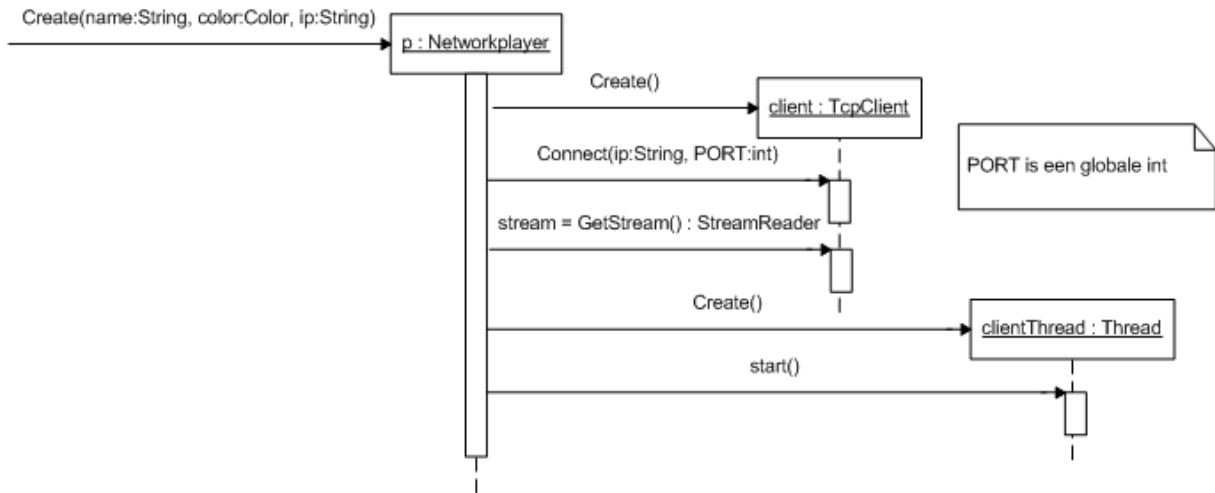 Create(name:String, color:Color, ip:String)
p : Networkplayer
Create()
client : TcpClient
Connect(ip:String, PORT:int)
PORT is een globale int
stream = GetStream() : StreamReader
Create()
clientThread : Thread
start()